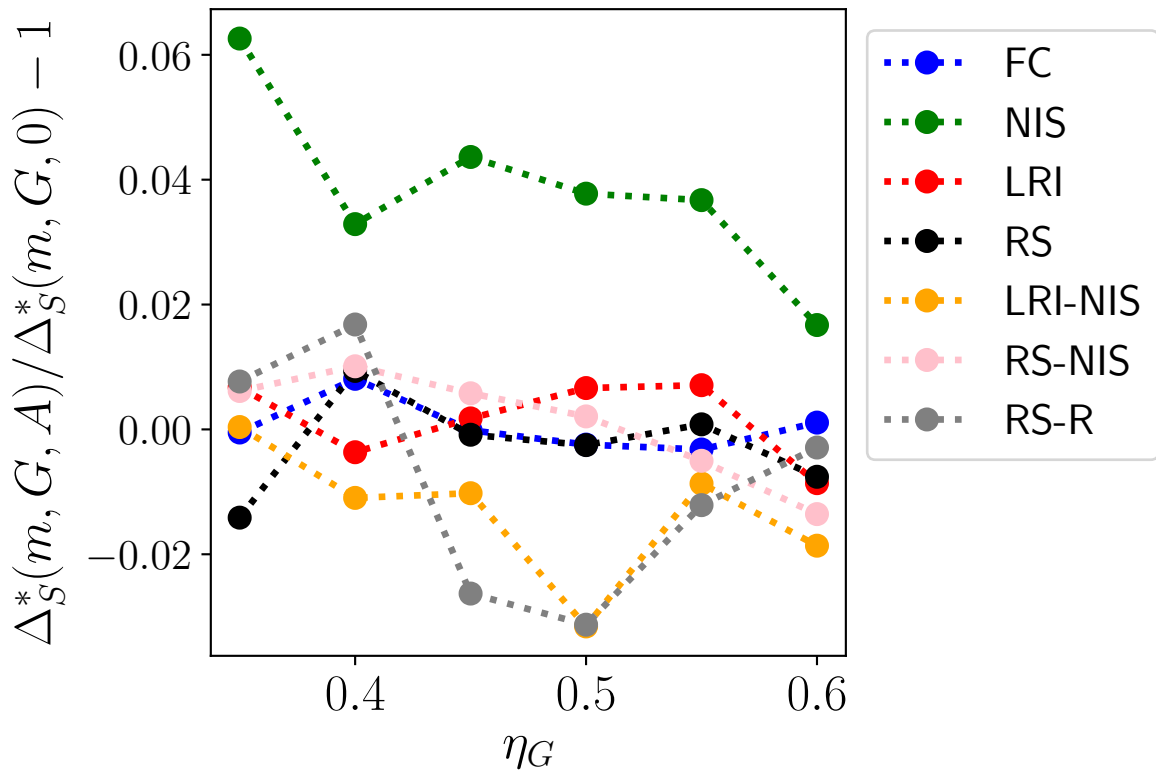 Δ*_S(m, G, A)/Δ*_S(m, G, 0) − 1
0.06
0.04
0.02
0.00
−0.02
0.4 0.5 0.6
η_G
FC
NIS
LRI
RS
LRI-NIS
RS-NIS
RS-R